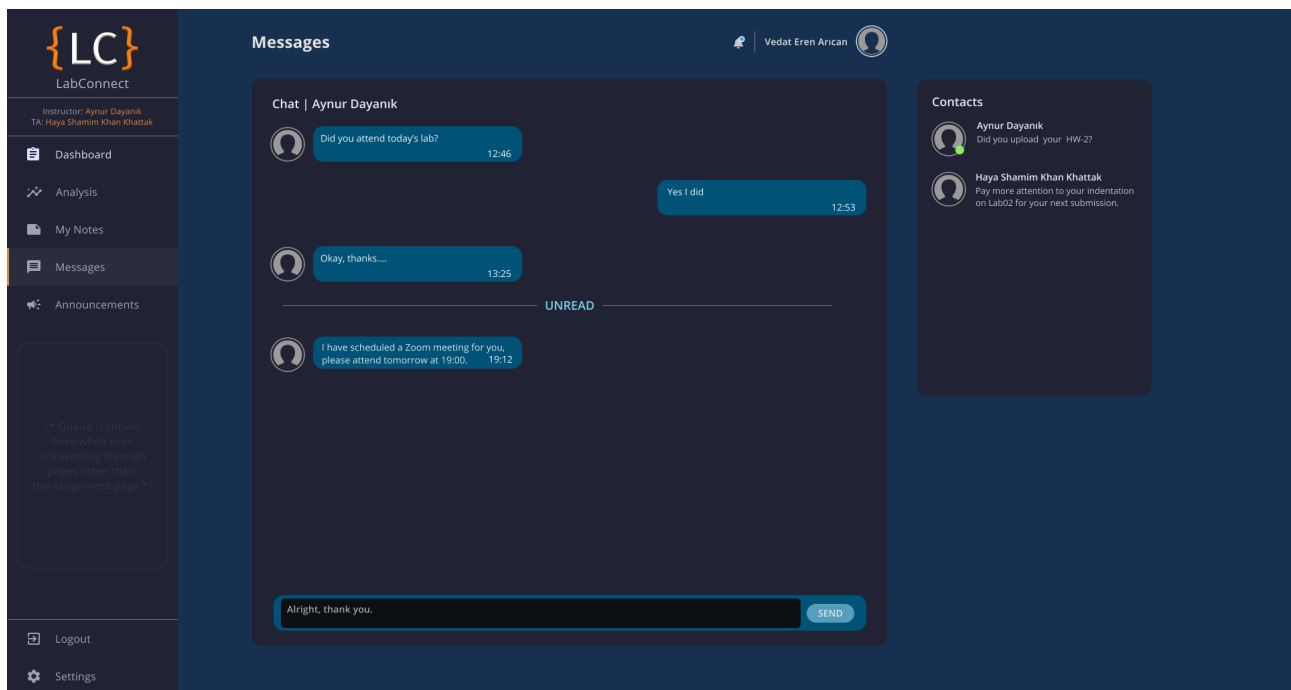 {LC}
LabConnect
Instructor: Aynur Dayanık
TA: Haya Shamim Khan Khattak
Dashboard
Analysis
My Notes
Messages
Announcements
/* Queue is shown
here when user
is traversing through
pages other than
the assignment page */
Logout
Settings
Messages
Vedat Eren Arıcan
Chat | Aynur Dayanık
Did you attend today's lab?
12:46
Yes I did
12:53
Okay, thanks....
13:25
UNREAD
I have scheduled a Zoom meeting for you,
please attend tomorrow at 19:00. 19:12
Alright, thank you.
SEND
Contacts
Aynur Dayanık
Did you upload your HW-2?
Haya Shamim Khan Khattak
Pay more attention to your indentation
on Lab02 for your next submission.